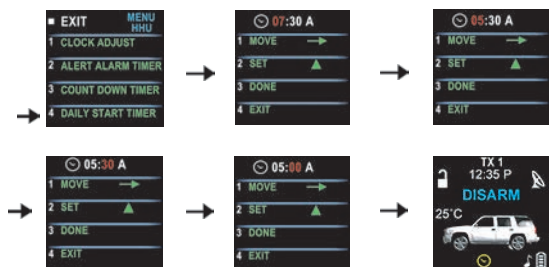 EXIT MENU HHU
1 CLOCK ADJUST
2 ALERT ALARM TIMER
3 COUNT DOWN TIMER
4 DAILY START TIMER
07:30 A
1 MOVE
2 SET
3 DONE
4 EXIT
05:30 A
1 MOVE
2 SET
3 DONE
4 EXIT
05:30 A
1 MOVE
2 SET
3 DONE
4 EXIT
05:00 A
1 MOVE
2 SET
3 DONE
4 EXIT
TX 1
12:35 P
DISARM
25°C